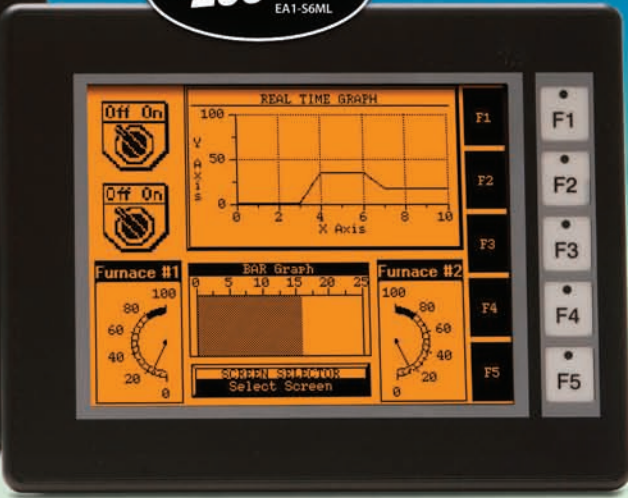 EA1-S6ML
Off On
Off On
REAL TIME GRAPH
100
50
0
Y Axis
0 2 4 6 8 10
X Axis
F1
F2
F3
F4
F5
F1
F2
F3
F4
F5
Furnace #1
100
80
60
40
20
0
BAR Graph
0 5 10 15 20 25
SCREEN SELECTOR
Select Screen
Furnace #2
100
80
60
40
20
0